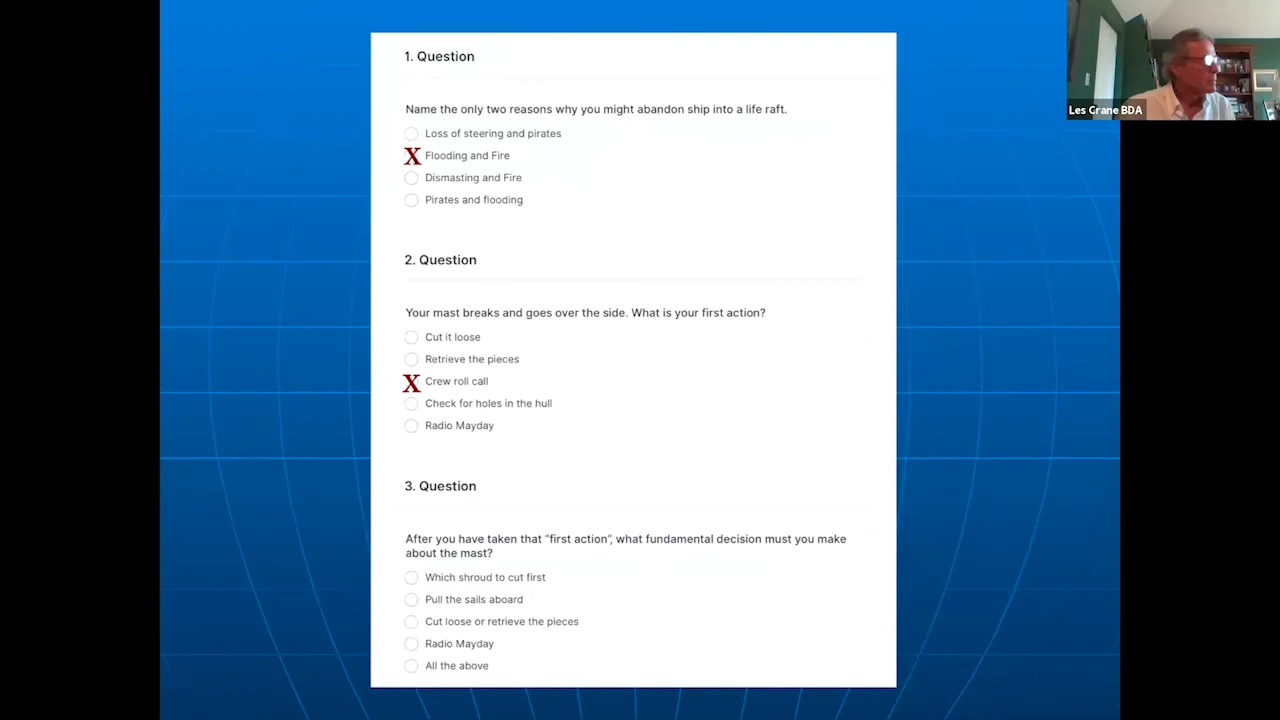 Les Crane BDA
1. Question
Name the only two reasons why you might abandon ship into a life raft.
Loss of steering and pirates
X Flooding and Fire
Dismasting and Fire
Pirates and flooding
2. Question
Your mast breaks and goes over the side. What is your first action?
Cut it loose
Retrieve the pieces
X Crew roll call
Check for holes in the hull
Radio Mayday
3. Question
After you have taken that “first action”, what fundamental decision must you make
about the mast?
Which shroud to cut first
Pull the sails aboard
Cut loose or retrieve the pieces
Radio Mayday
All the above